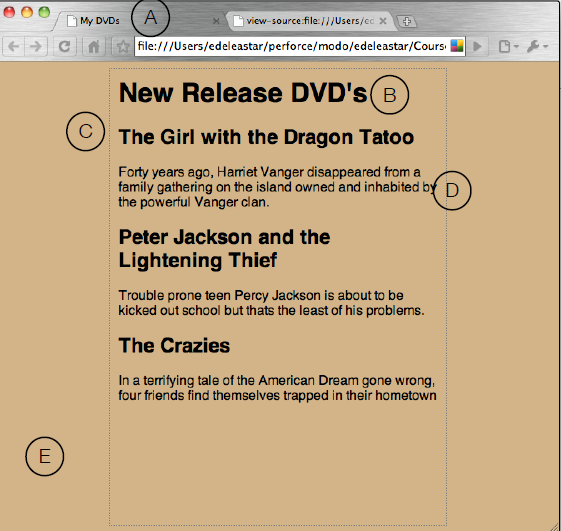 My DVDs
A
view-source:file:///Users/ed
file:///Users/edeleastar/perforce/modo/edeleastar/Cours
New Release DVD's
B
C
The Girl with the Dragon Tatoo
Forty years ago, Harriet Vanger disappeared from a
family gathering on the island owned and inhabited by
D
the powerful Vanger clan.
Peter Jackson and the
Lightening Thief
Trouble prone teen Percy Jackson is about to be
kicked out school but thats the least of his problems.
The Crazies
In a terrifying tale of the American Dream gone wrong,
four friends find themselves trapped in their hometown
E